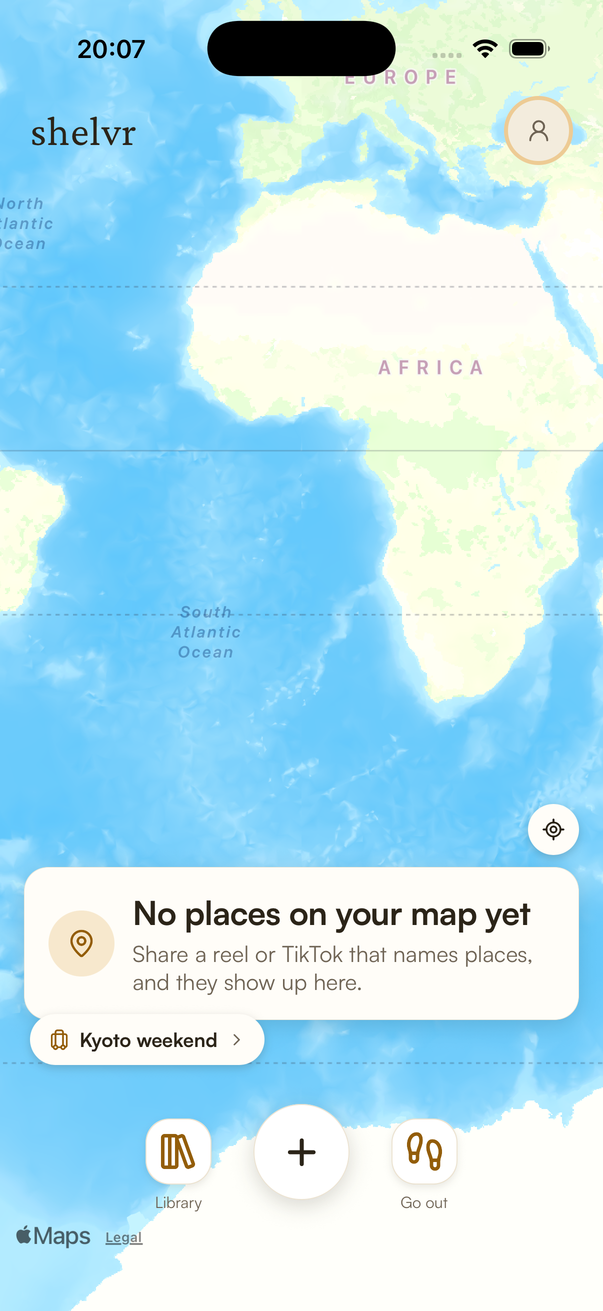 20:07
EUROPE
shelvr
North
Atlantic
Ocean
AFRICA
South
Atlantic
Ocean
No places on your map yet
Share a reel or TikTok that names places,
and they show up here.
Kyoto weekend
Library
Go out
Maps
Legal